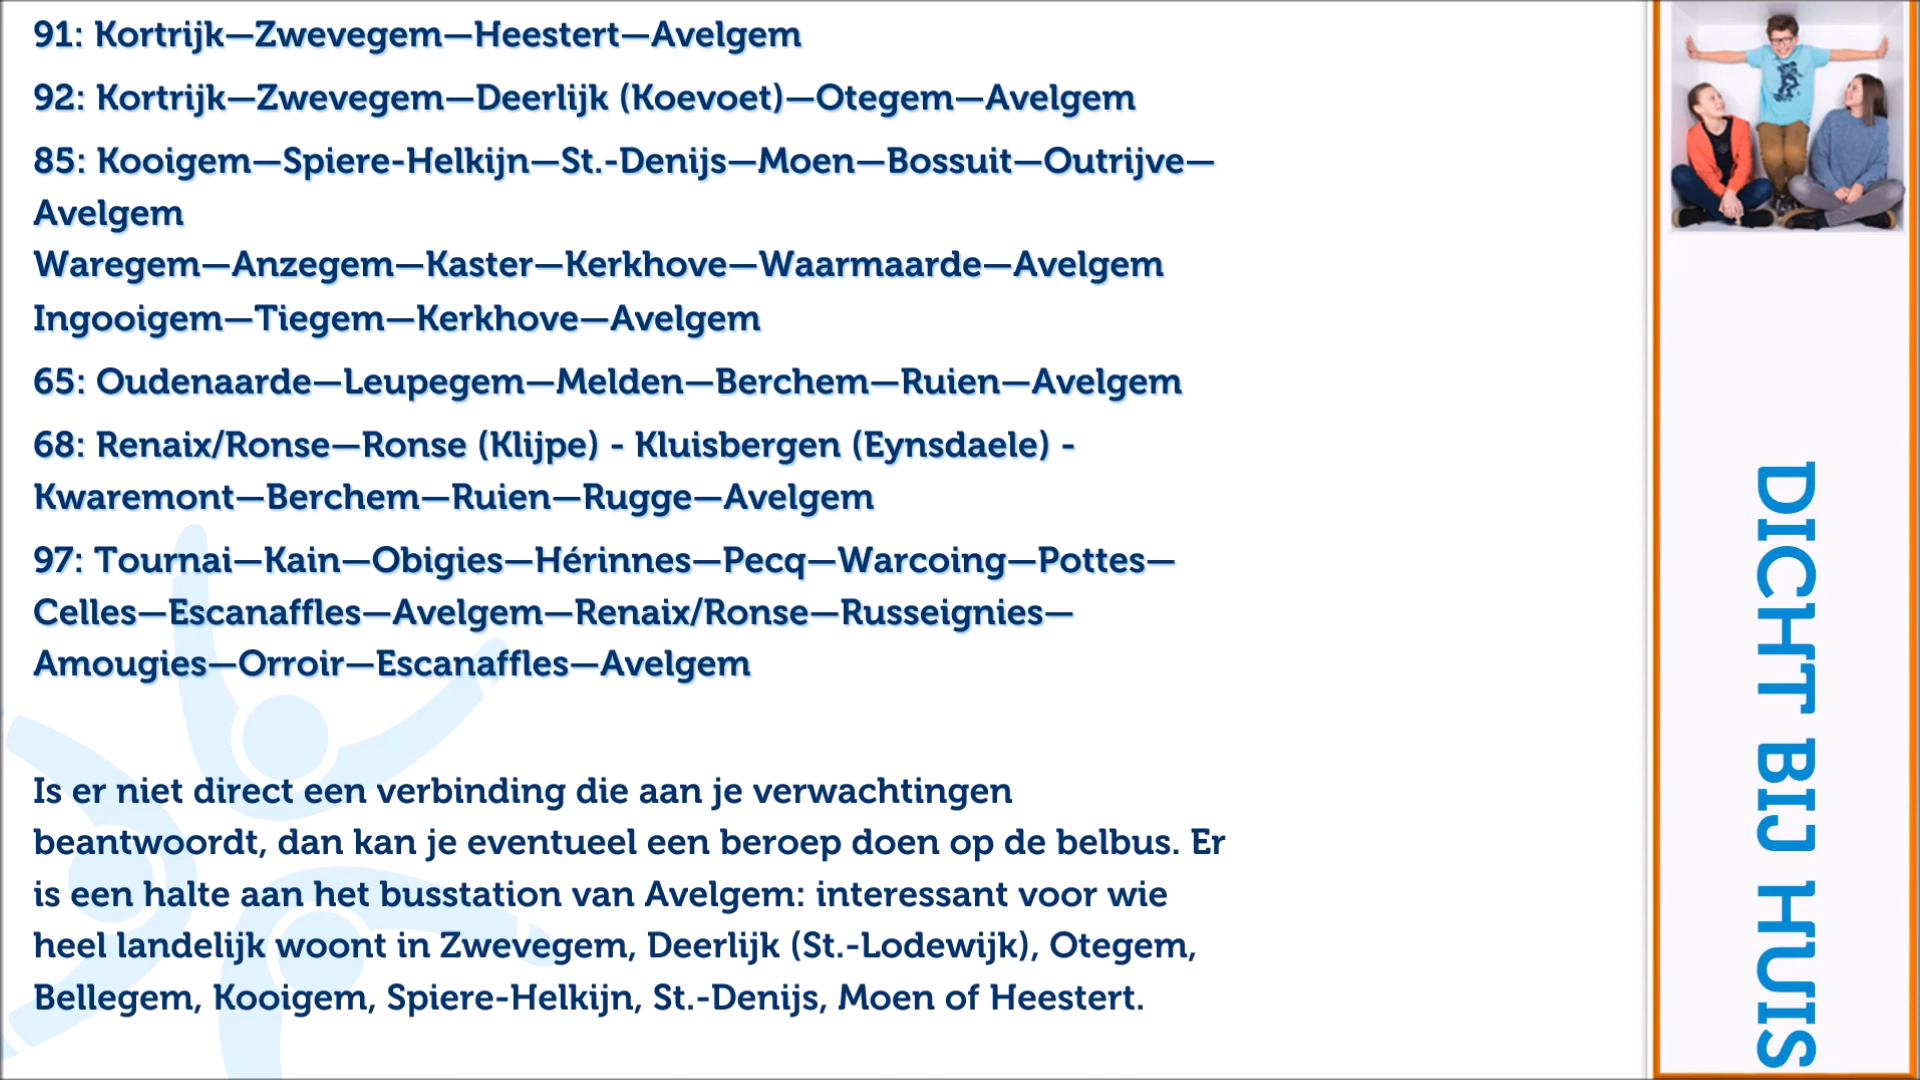 91: Kortrijk—Zwevegem—Heestert—Avelgem
92: Kortrijk—Zwevegem—Deerlijk (Koevoet)—Otegem—Avelgem
85: Kooigem—Spiere-Helkijn—St.-Denijs—Moen—Bossuit—Outrijve—
Avelgem
Waregem—Anzegem—Kaster—Kerkhove—Waarmaarde—Avelgem
Ingooigem—Tiegem—Kerkhove—Avelgem
65: Oudenaarde—Leupegem—Melden—Berchem—Ruien—Avelgem
68: Renaix/Ronse—Ronse (Klijpe) - Kluisbergen (Eynsdaele) -
Kwaremont—Berchem—Ruien—Rugge—Avelgem
97: Tournai—Kain—Obigies—Hérinnes—Pecq—Warcoing—Pottes—
Celles—Escanaffles—Avelgem—Renaix/Ronse—Russeignies—
Amougies—Orroir—Escanaffles—Avelgem
Is er niet direct een verbinding die aan je verwachtingen
beantwoordt, dan kan je eventueel een beroep doen op de belbus. Er
is een halte aan het busstation van Avelgem: interessant voor wie
heel landelijk woont in Zwevegem, Deerlijk (St.-Lodewijk), Otegem,
Bellegem, Kooigem, Spiere-Helkijn, St.-Denijs, Moen of Heestert.
DICHT BIJ HUIS